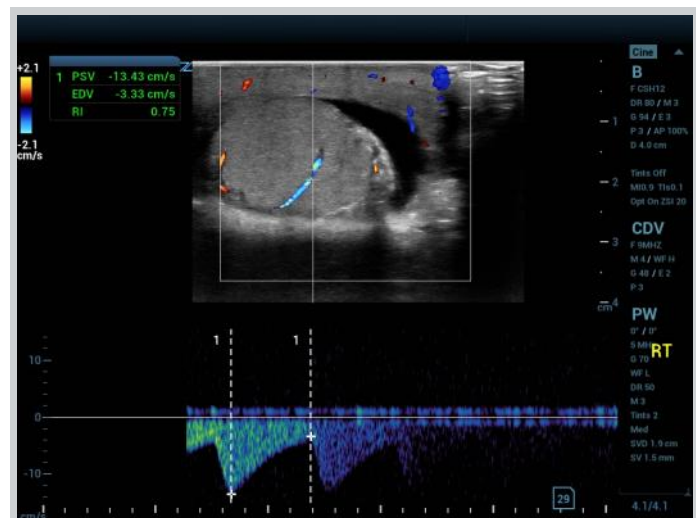 Cine
+2.1
-2.1
cm/s
1 PSV -13.43 cm/s
EDV -3.33 cm/s
RI 0.75
Z
1
2
3
4
cm
B
F CSH12
DR 80 / M 3
G 94 / E 3
P 3 / AP 100%
D 4.0 cm
Tints Off
MI0.9 TIs0.1
Opt On ZSI 20
CDV
F 9MHZ
M 4 / WF H
G 48 / E 2
P 3
PW
0° / 0°
5 MH
RT
G 70
WF L
DR 50
M 3
Tints 2
Med
SVD 1.9 cm
SV 1.5 mm
1 1
10
0
-10
cm/s
29
4.1/4.1